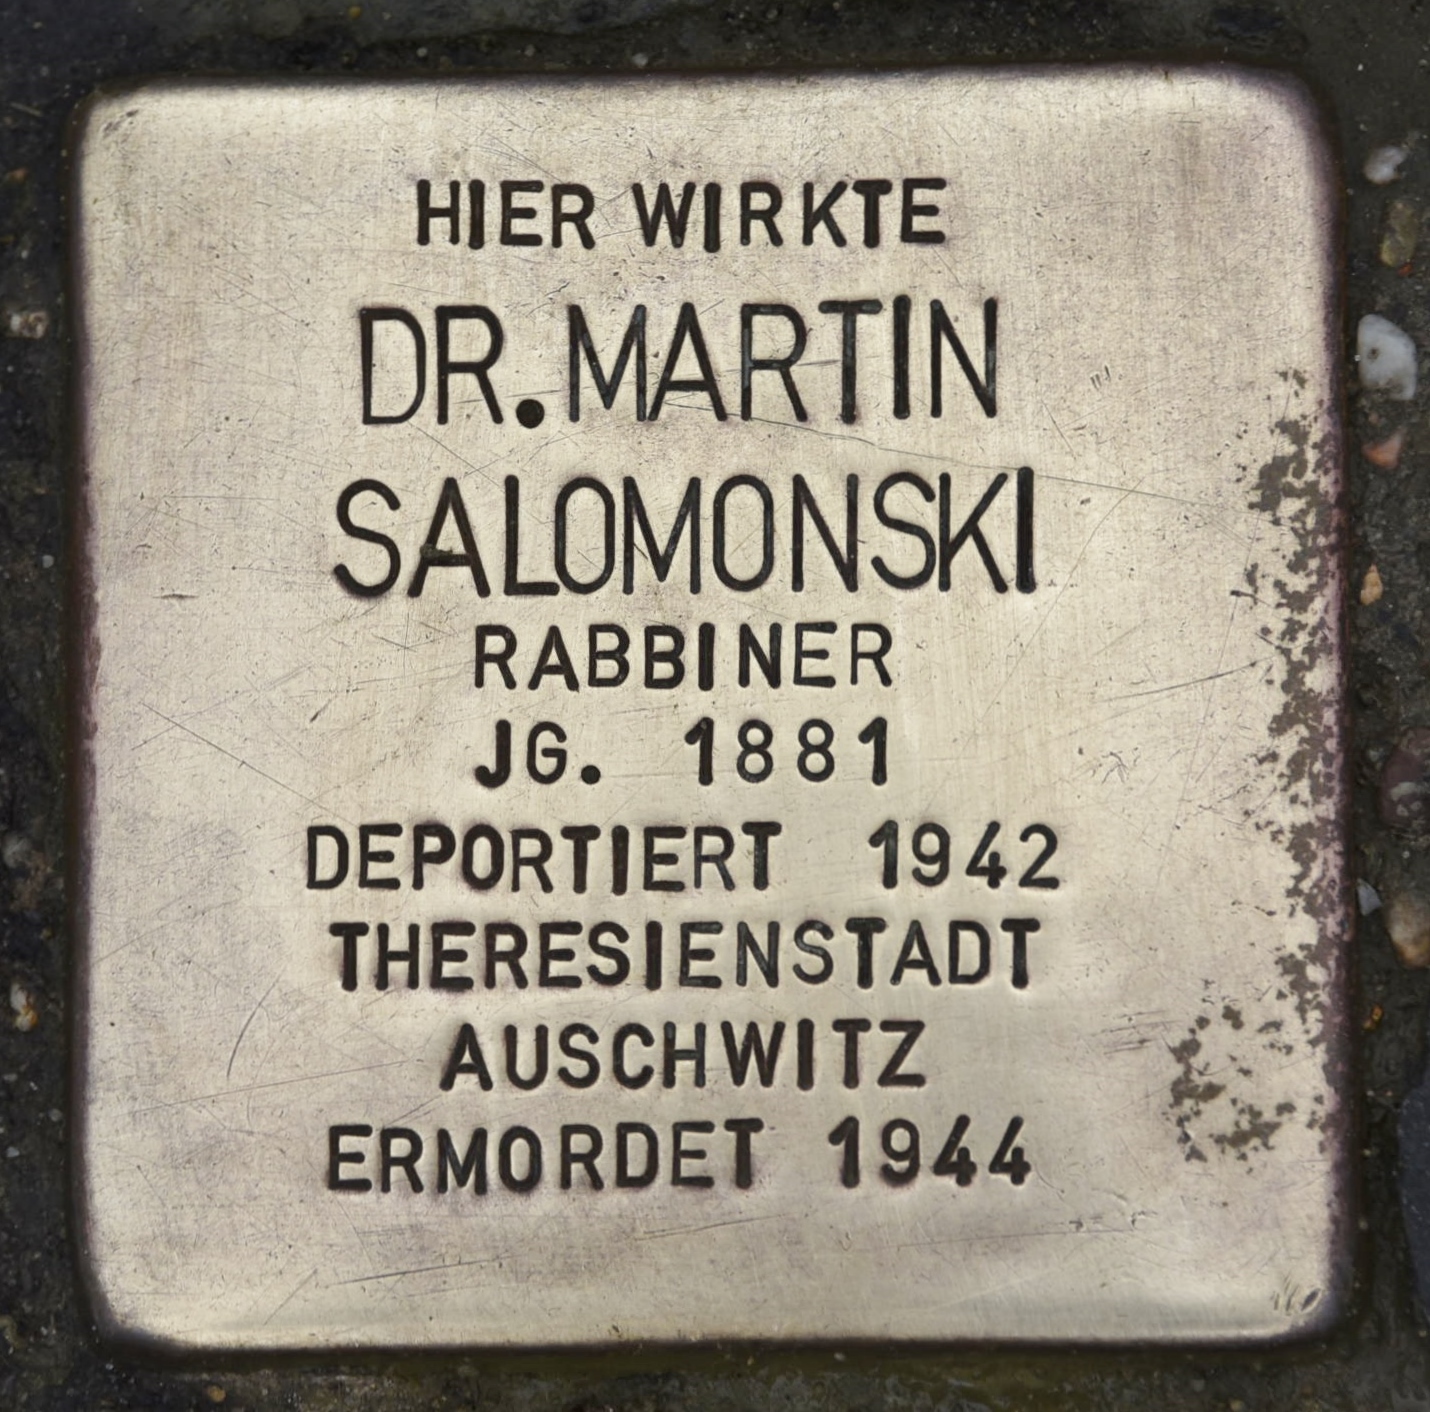 HIER WIRKTE
DR. MARTIN
SALOMONSKI
RABBINER
JG. 1881
DEPORTIERT 1942
THERESIENSTADT
AUSCHWITZ
ERMORDET 1944